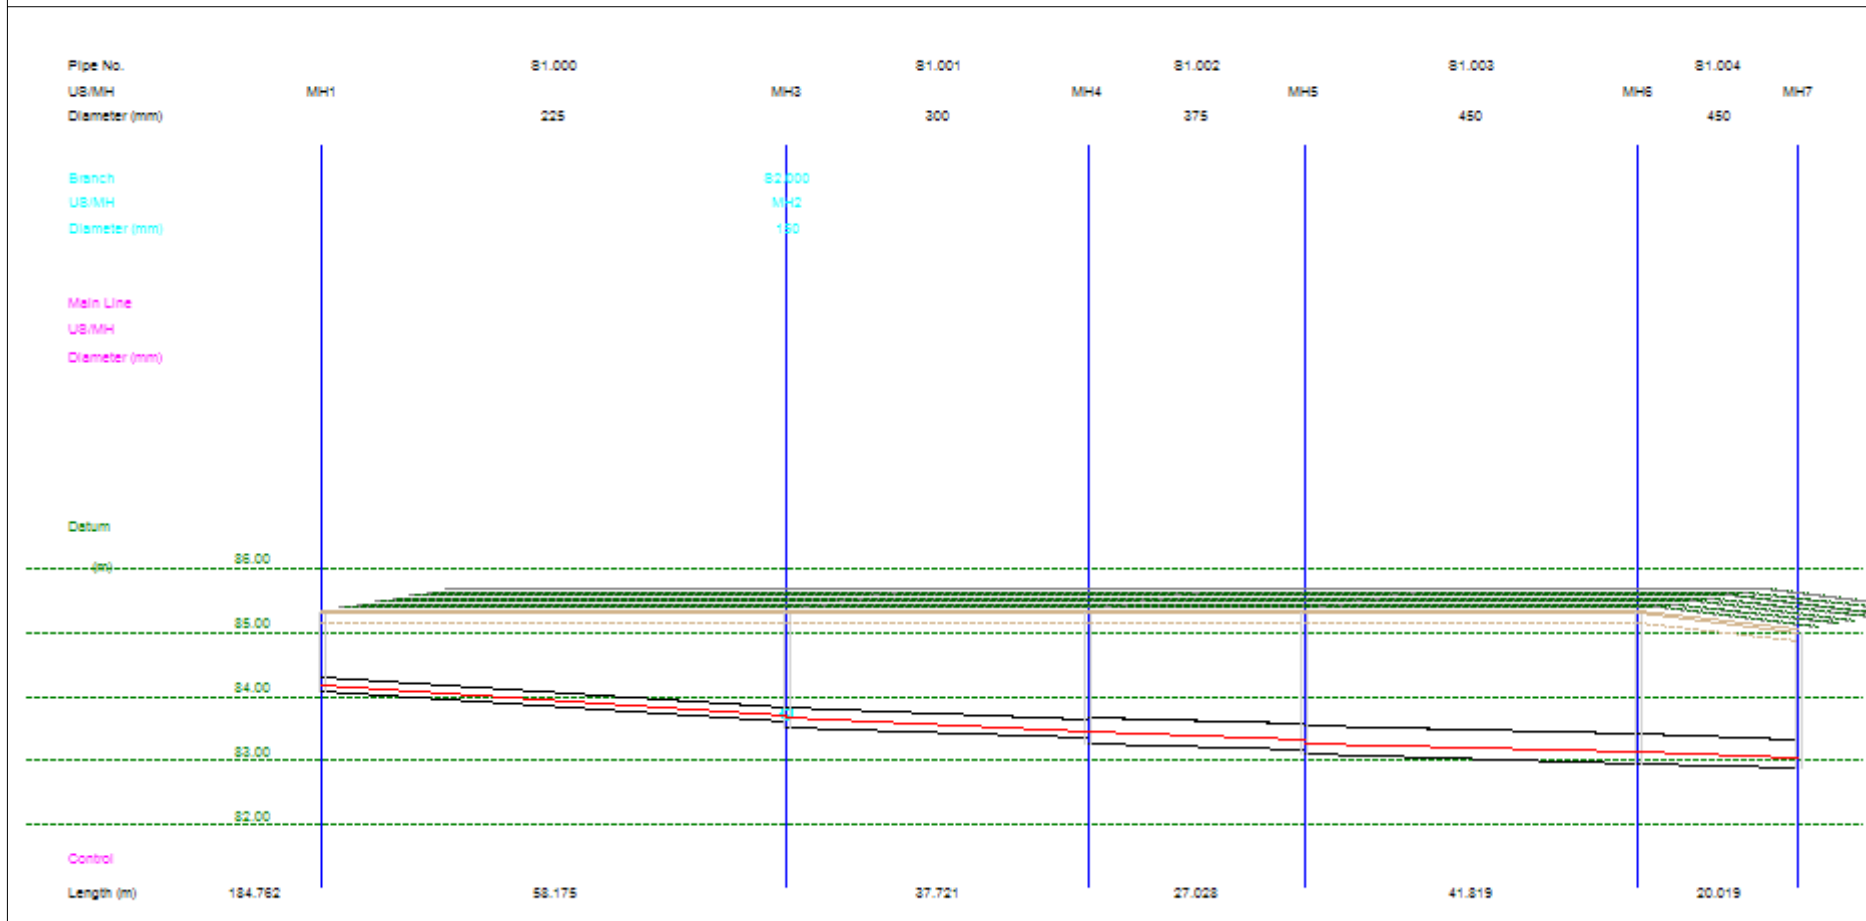 Pipe No. S1.000 S1.001 S1.002 S1.003 S1.004
US/MH MH1 MH3 MH4 MH5 MH6 MH7
Diameter (mm) 225 300 375 450 450
Branch S2.000
US/MH MH2
Diameter (mm) 150
Main Line
US/MH
Diameter (mm)
Datum
(m) 86.00
85.00
84.00
83.00
82.00
Control
Length (m) 184.762 58.175 37.721 27.028 41.819 20.019